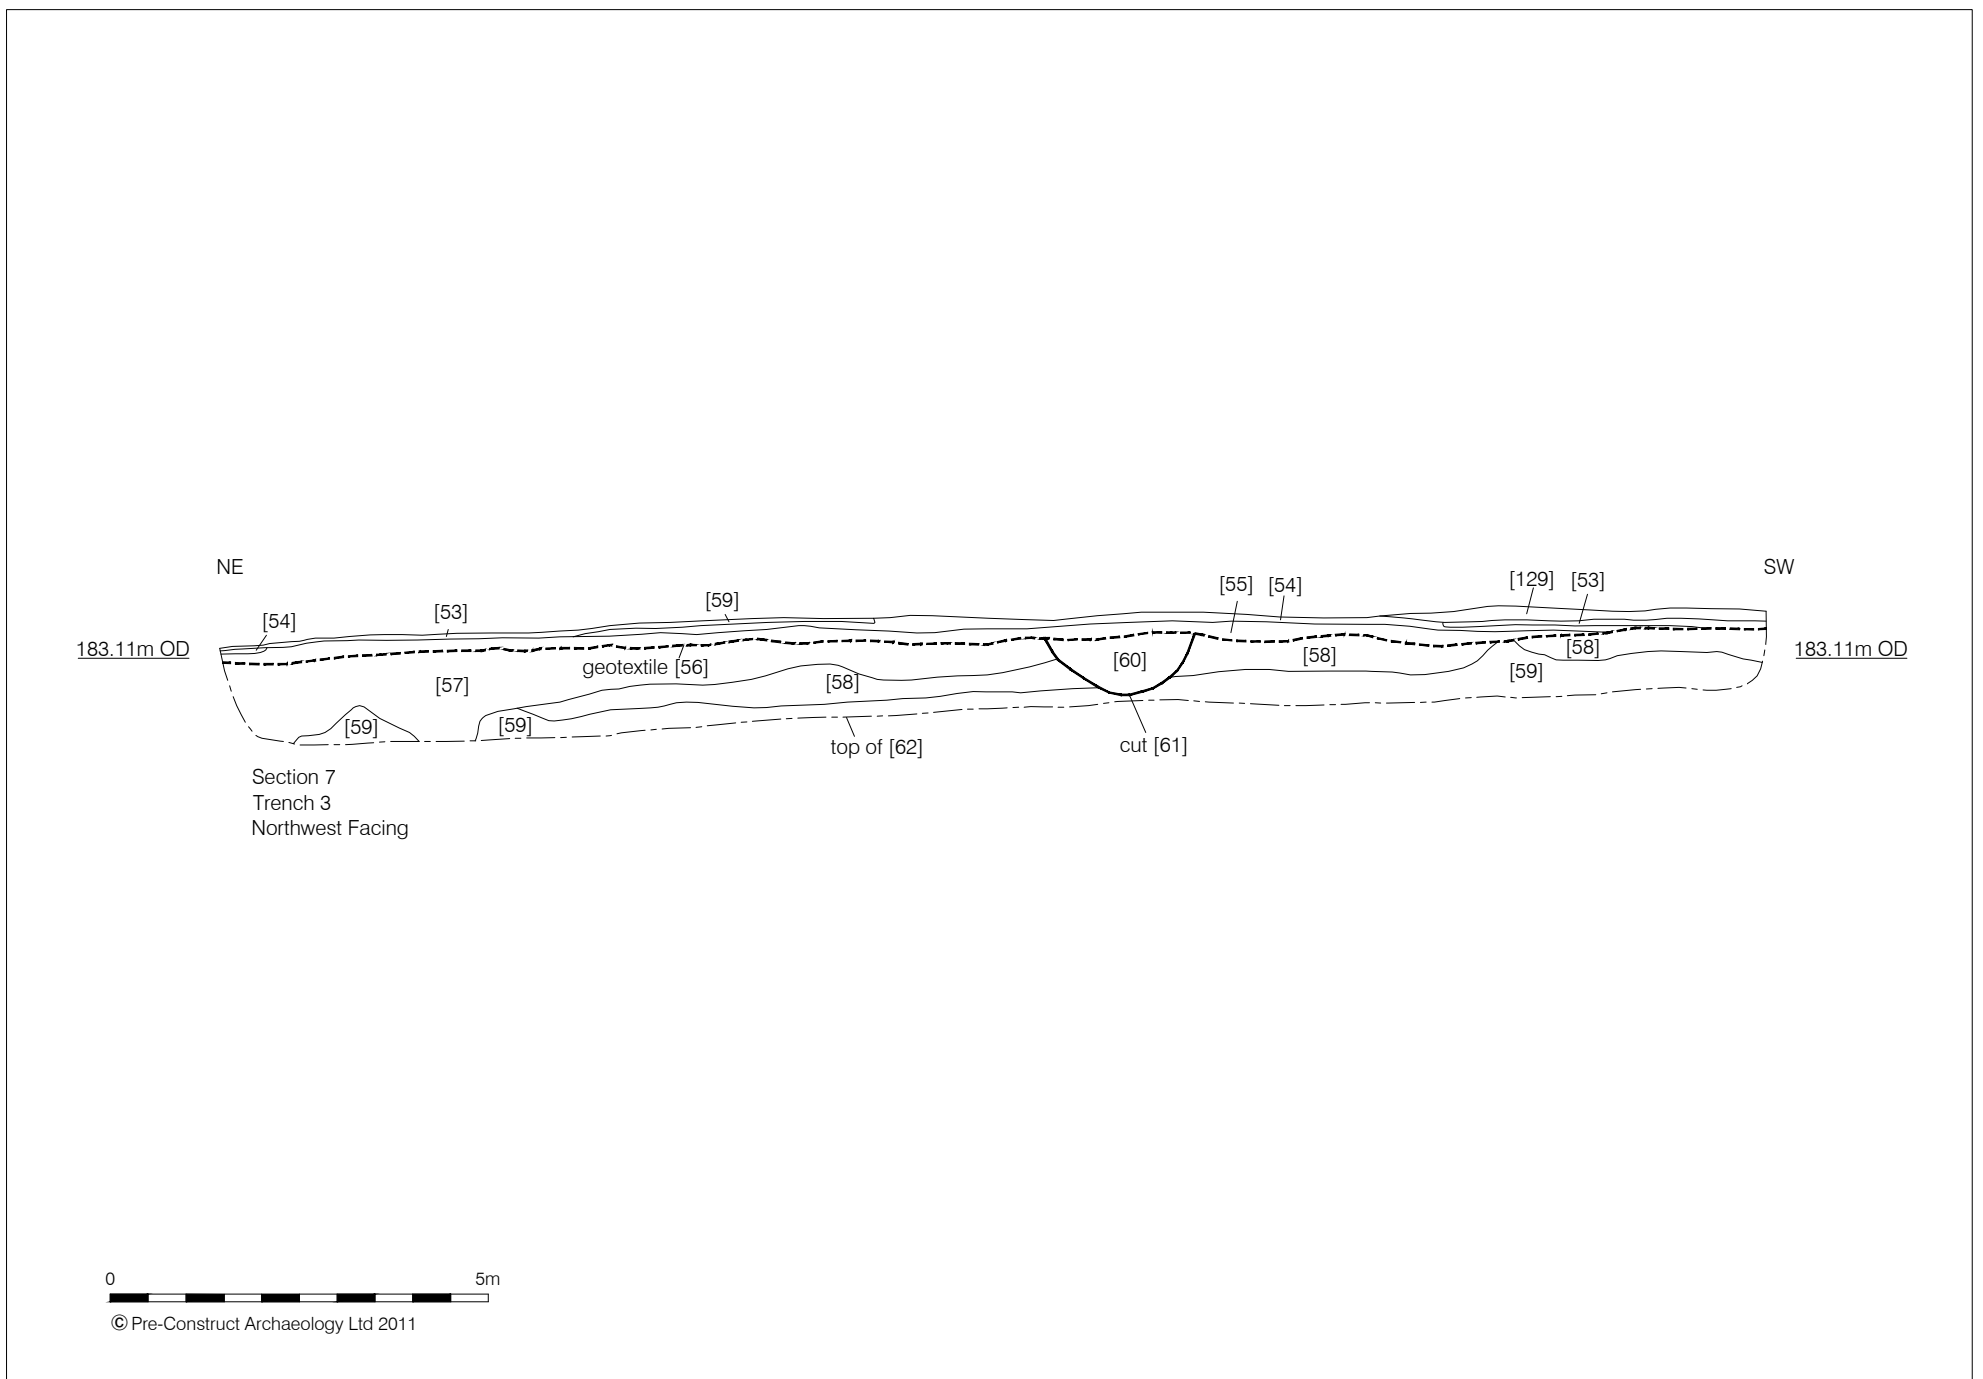 NE
SW
[54]
[53]
[59]
[55]
[54]
[129]
[53]
183.11m OD
183.11m OD
geotextile [56]
[57]
[58]
[60]
[58]
[58]
[59]
[59]
[59]
top of [62]
cut [61]
Section 7
Trench 3
Northwest Facing
0
5m
© Pre-Construct Archaeology Ltd 2011